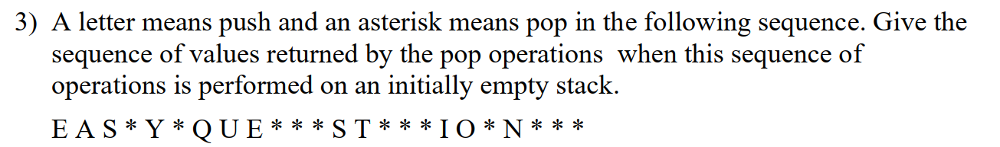 3) A letter means push and an asterisk means pop in the following sequence. Give the
sequence of values returned by the pop operations when this sequence of
operations is performed on an initially empty stack.
E A S * Y * Q U E * * * S T * * * I O * N * * *